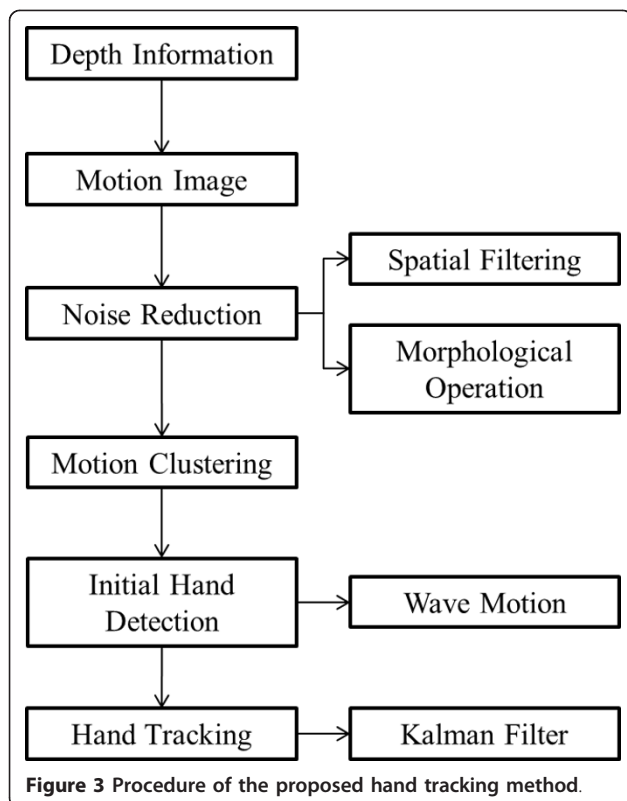 Depth Information
Motion Image
Spatial Filtering
Noise Reduction
Morphological
Operation
Motion Clustering
Initial Hand
Detection
Wave Motion
Hand Tracking
Kalman Filter
Figure 3 Procedure of the proposed hand tracking method.